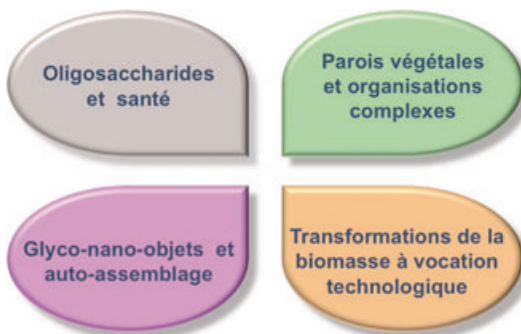 Oligosaccharides
et santé
Parois végétales
et organisations
complexes
Glyco-nano-objets et
auto-assemblage
Transformations de la
biomasse à vocation
technologique